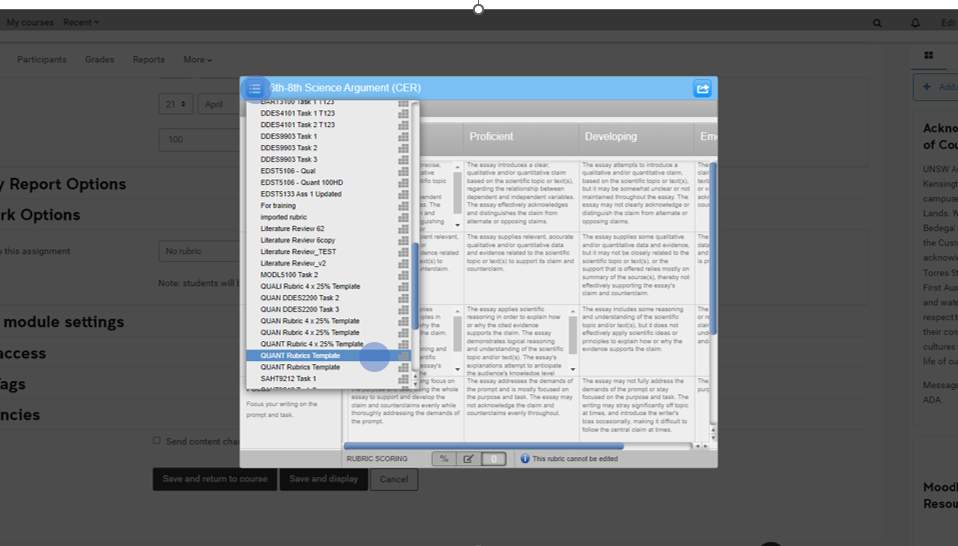 My courses Recent
Edi
Participants Grades Reports More
21 April
100
y Report Options
rk Options
this assignment
No rubric
Note: students will b
module settings
access
Tags
ncies
Send content cha
Save and return to course Save and display Cancel
6th-8th Science Argument (CER)
DART3100 Task 1 T123
DDES4101 Task 1 T123
DDES4101 Task 2 T123
DDES9903 Task 1
DDES9903 Task 2
DDES9903 Task 3
EDST5106 - Qual
EDST5106 - Quant 100HD
EDST5133 Ass 1 Updated
For training
imported rubric
Literature Review 62
Literature Review 6copy
Literature Review_TEST
Literature Review_v2
MODL5100 Task 2
QUALI Rubric 4 x 25% Template
QUAN DDES2200 Task 2
QUAN DDES2200 Task 3
QUAN Rubric 4 x 25% Template
QUAN Rubric 4 x 25% Template
QUANT Rubric 4 x 25% Template
QUANT Rubrics Template
QUANT Rubrics Template
SAHT9212 Task 1
Focus your writing on the
prompt and task.
focus on
the whole
essay to support and develop the
claim and counterclaims evenly while
thoroughly addressing the demands of
the prompt.
Proficient
The essay introduces a clear,
qualitative and/or quantitative claim
based on the scientific topic or text(s),
regarding the relationship between
dependent and independent variables.
The essay effectively acknowledges
and distinguishes the claim from
alternate or opposing claims.
The essay supplies relevant, accurate
qualitative and/or quantitative data
and evidence related to the scientific
topic or text(s) to support its claim and
counterclaim.
The essay applies scientific
reasoning in order to explain how
or why the cited evidence
supports the claim. The essay
demonstrates logical reasoning
and understanding of the scientific
topic and/or text(s). The essay's
explanations attempt to anticipate
the audience's knowledge level
The essay addresses the demands of
the prompt and is mostly focused on
the purpose and task. The essay may
not acknowledge the claim and
counterclaims evenly throughout.
Developing
The essay attempts to introduce a
qualitative and/or quantitative claim,
based on the scientific topic or text(s),
but it may be somewhat unclear or not
maintained throughout the essay. The
essay may not clearly acknowledge or
distinguish the claim from alternate or
opposing claims.
The essay supplies some qualitative
and/or quantitative data and evidence,
but it may not be closely related to the
scientific topic or text(s), or the
support that is offered relies mostly on
summary of the source(s), thereby not
effectively supporting the essay's
claim and counterclaim.
The essay includes some reasoning
and understanding of the scientific
topic and/or text(s), but it does not
effectively apply scientific ideas or
principles to explain how or why the
evidence supports the claim.
The essay may not fully address the
demands of the prompt or stay
focused on the purpose and task. The
writing may stray significantly off topic
at times, and introduce the writer's
bias occasionally, making it difficult to
follow the central claim at times.
Eme
RUBRIC SCORING % This rubric cannot be edited
Add
Ackno
of Cou
UNSW A
Kensing
campuse
Lands. T
Bedegal
the Cust
acknowle
Torres St
First Aus
and wate
respect t
their con
cultures
life of ou
Messag
ADA.
Mood
Resou